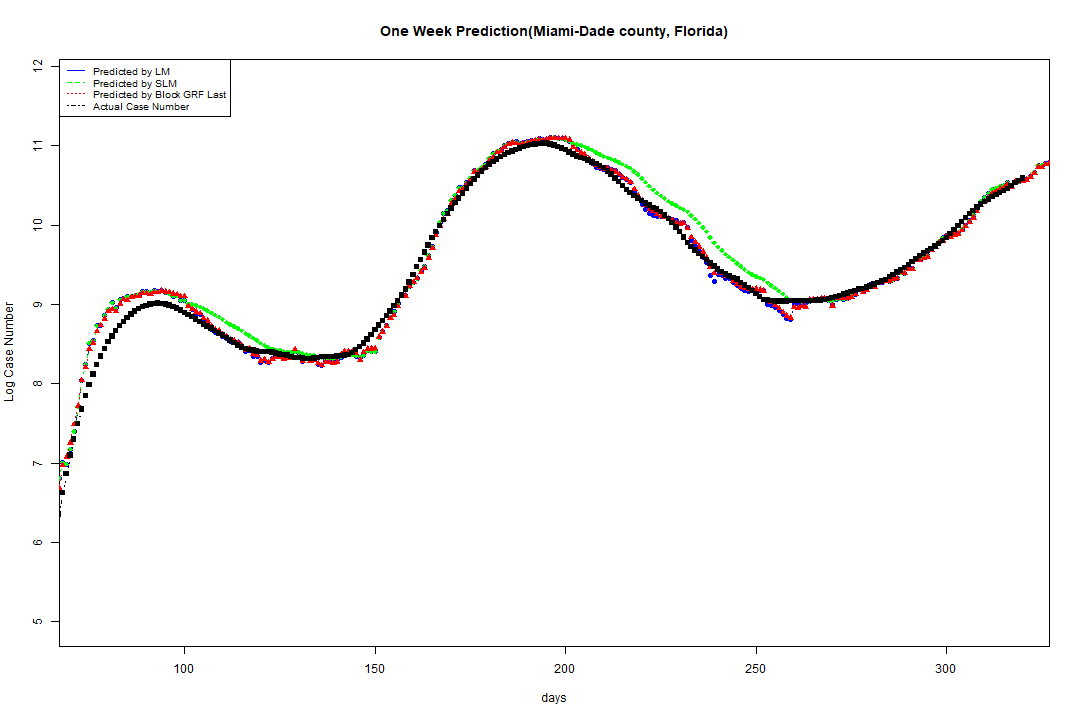 One Week Prediction(Miami-Dade county, Florida)
Predicted by LM
Predicted by SLM
Predicted by Block GRF Last
Actual Case Number
12
11
10
9
8
7
6
5
Log Case Number
100 150 200 250 300
days